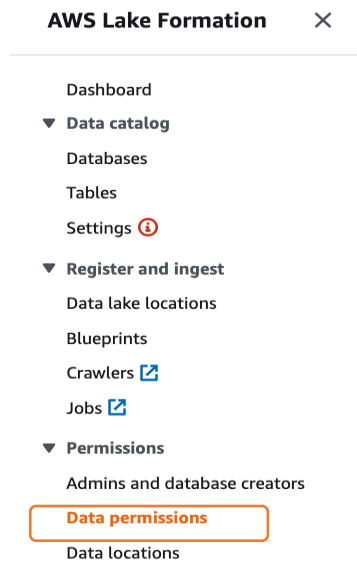 AWS Lake Formation
Dashboard
Data catalog
Databases
Tables
Settings
Register and ingest
Data lake locations
Blueprints
Crawlers
Jobs
Permissions
Admins and database creators
Data permissions
Data locations